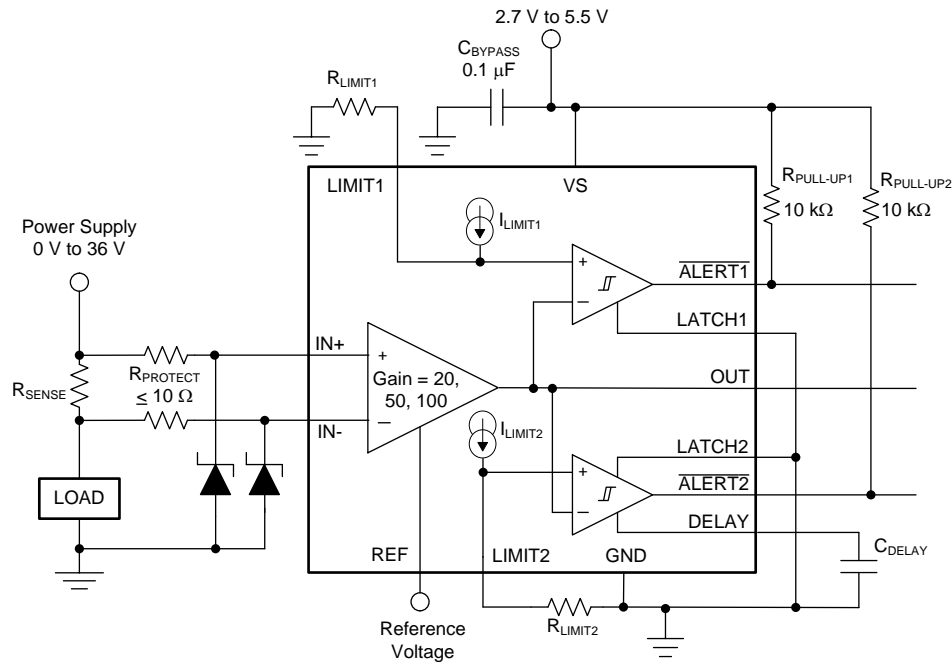 2.7 V to 5.5 V
CBYPASS
0.1 μF
RLIMIT1
LIMIT1
VS
RPULL-UP1
10 kΩ
RPULL-UP2
10 kΩ
Power Supply
0 V to 36 V
ILIMIT1
+
ALERT1
−
LATCH1
IN+
+
RSENSE
RPROTECT
≤ 10 Ω
Gain = 20,
50, 100
OUT
IN-
−
ILIMIT2
LATCH2
+
ALERT2
−
LOAD
DELAY
REF
LIMIT2
GND
CDELAY
Reference
Voltage
RLIMIT2